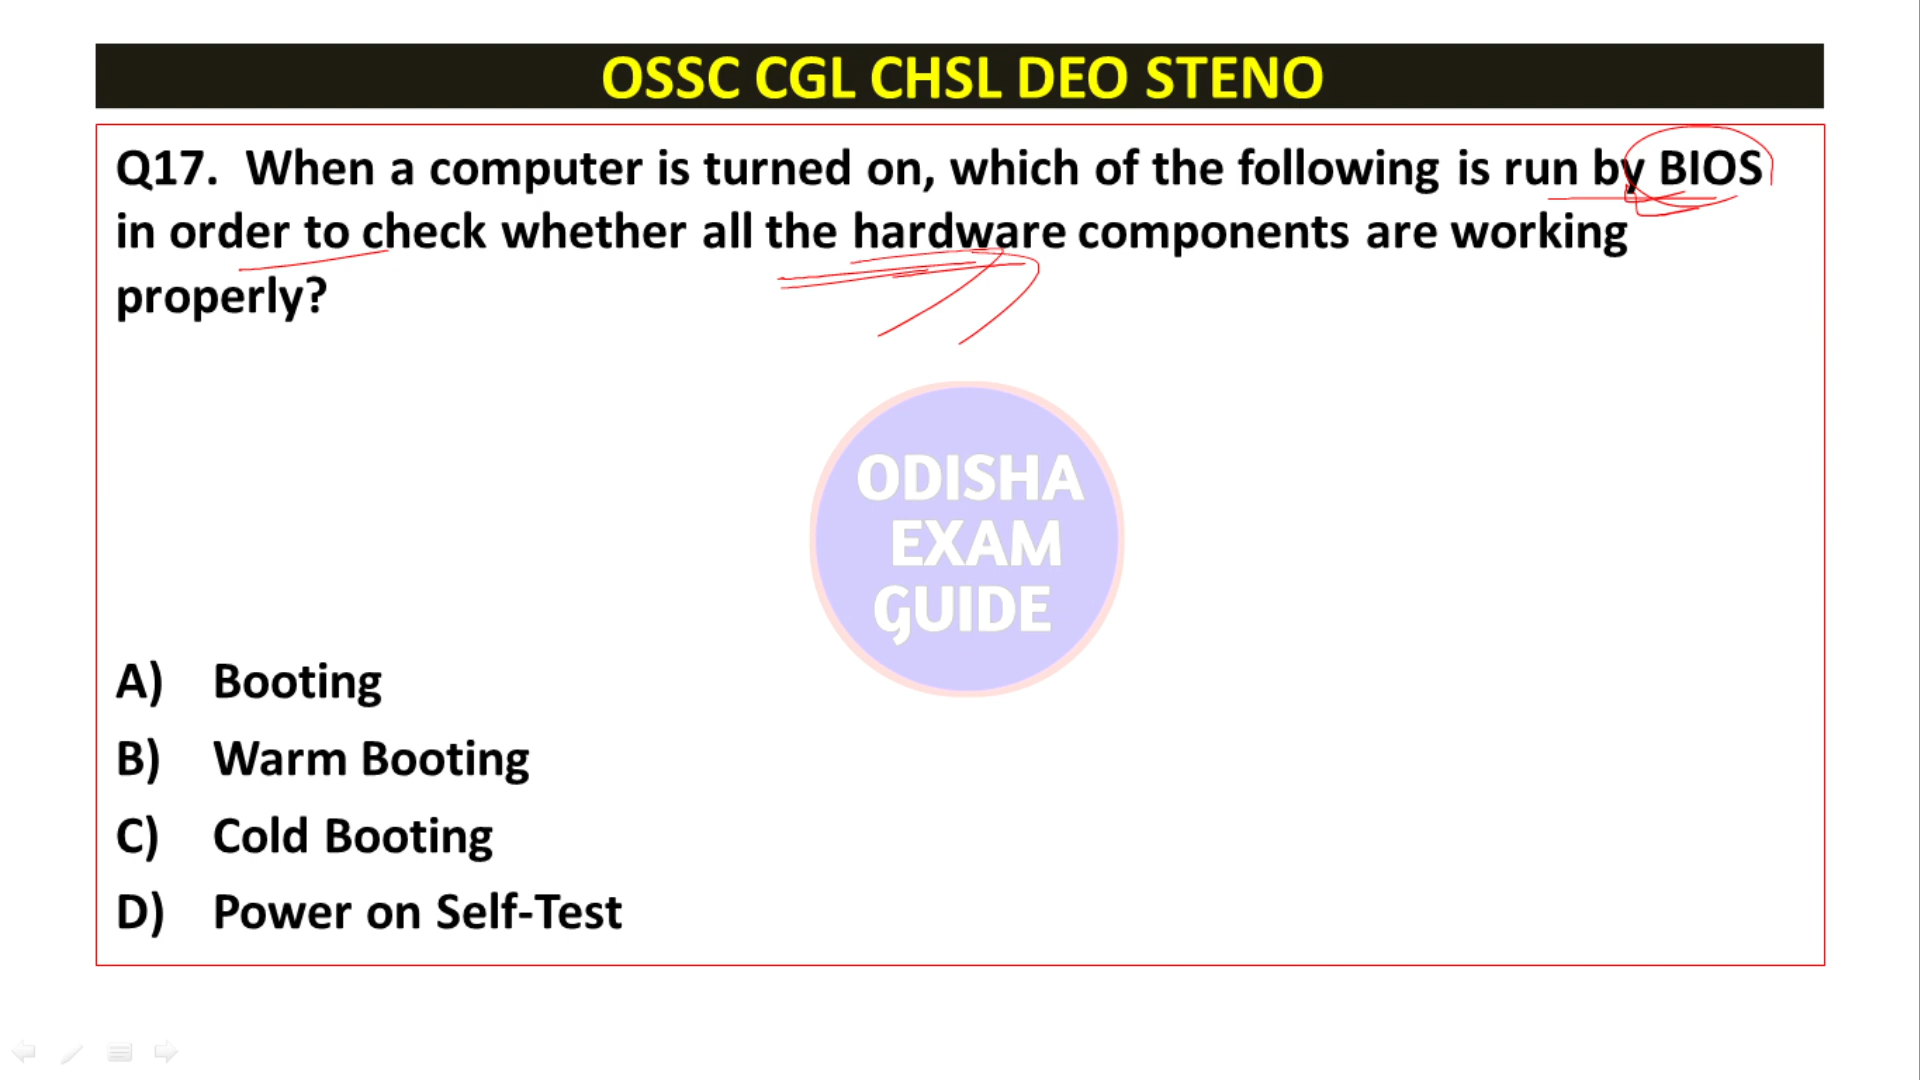 OSSC CGL CHSL DEO STENO
Q17. When a computer is turned on, which of the following is run by BIOS
in order to check whether all the hardware components are working
properly?
ODISHA
EXAM
GUIDE
A) Booting
B) Warm Booting
C) Cold Booting
D) Power on Self-Test